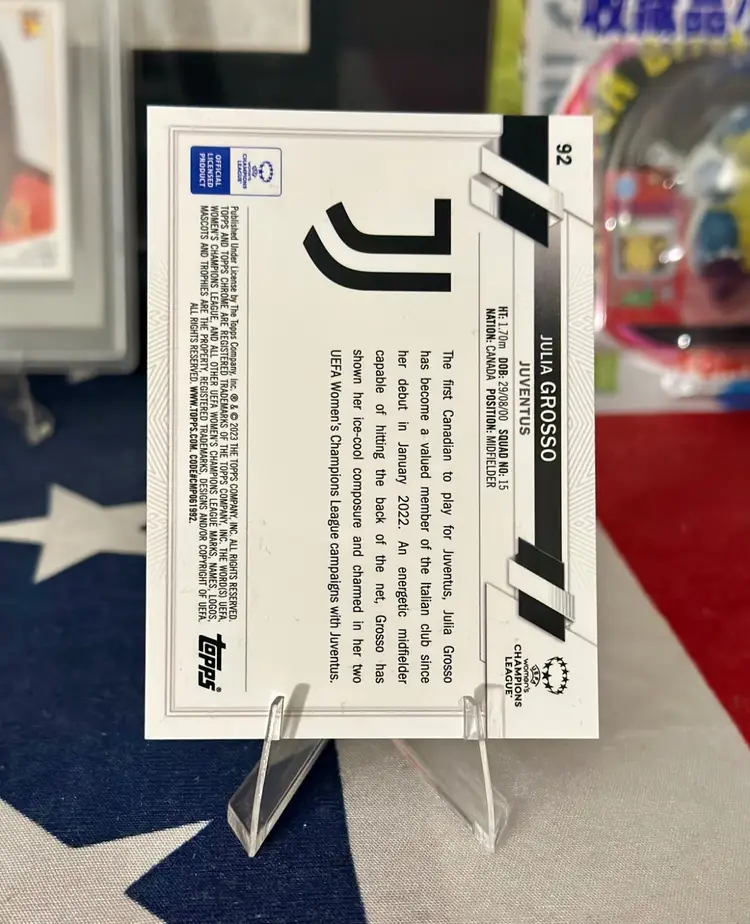 92
JULIA GROSSO
JUVENTUS
HT: 1.70m DOB: 29/08/00 SQUAD NO: 15
NATION: CANADA POSITION: MIDFIELDER
UEFA
women's
CHAMPIONS
LEAGUE
The first Canadian to play for Juventus, Julia Grosso
has become a valued member of the Italian club since
her debut in January 2022. An energetic midfielder
capable of hitting the back of the net, Grosso has
shown her ice-cool composure and charmed in her two
UEFA Women's Champions League campaigns with Juventus.
UEFA
women's
CHAMPIONS
LEAGUE
OFFICIAL
LICENSED
PRODUCT
Published Under License by The Topps Company, Inc. ® & © 2023 THE TOPPS COMPANY, INC. ALL RIGHTS RESERVED.
TOPPS AND TOPPS CHROME ARE REGISTERED TRADEMARKS OF THE TOPPS COMPANY, INC. THE WORD(S) UEFA,
WOMEN'S CHAMPIONS LEAGUE, AND ALL OTHER UEFA WOMEN'S CHAMPIONS LEAGUE MARKS, NAMES, LOGOS,
MASCOTS AND TROPHIES ARE THE PROPERTY, REGISTERED TRADEMARKS, DESIGNS AND/OR COPYRIGHT OF UEFA.
ALL RIGHTS RESERVED. WWW.TOPPS.COM. CODE#CMP061992.
topps®